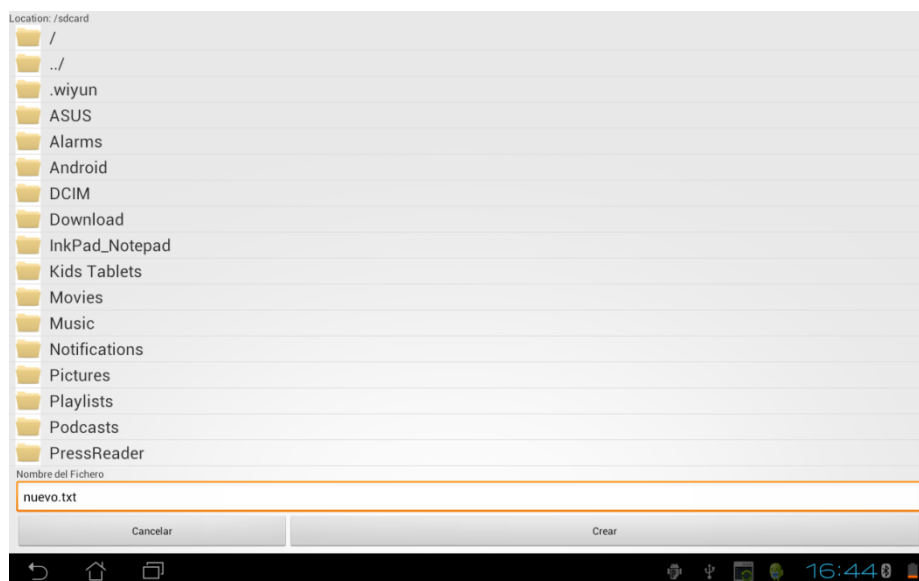 Location: /sdcard
/
../
.wiyun
ASUS
Alarms
Android
DCIM
Download
InkPad_Notepad
Kids Tablets
Movies
Music
Notifications
Pictures
Playlists
Podcasts
PressReader
Nombre del Fichero
nuevo.txt
Cancelar Crear
16:44